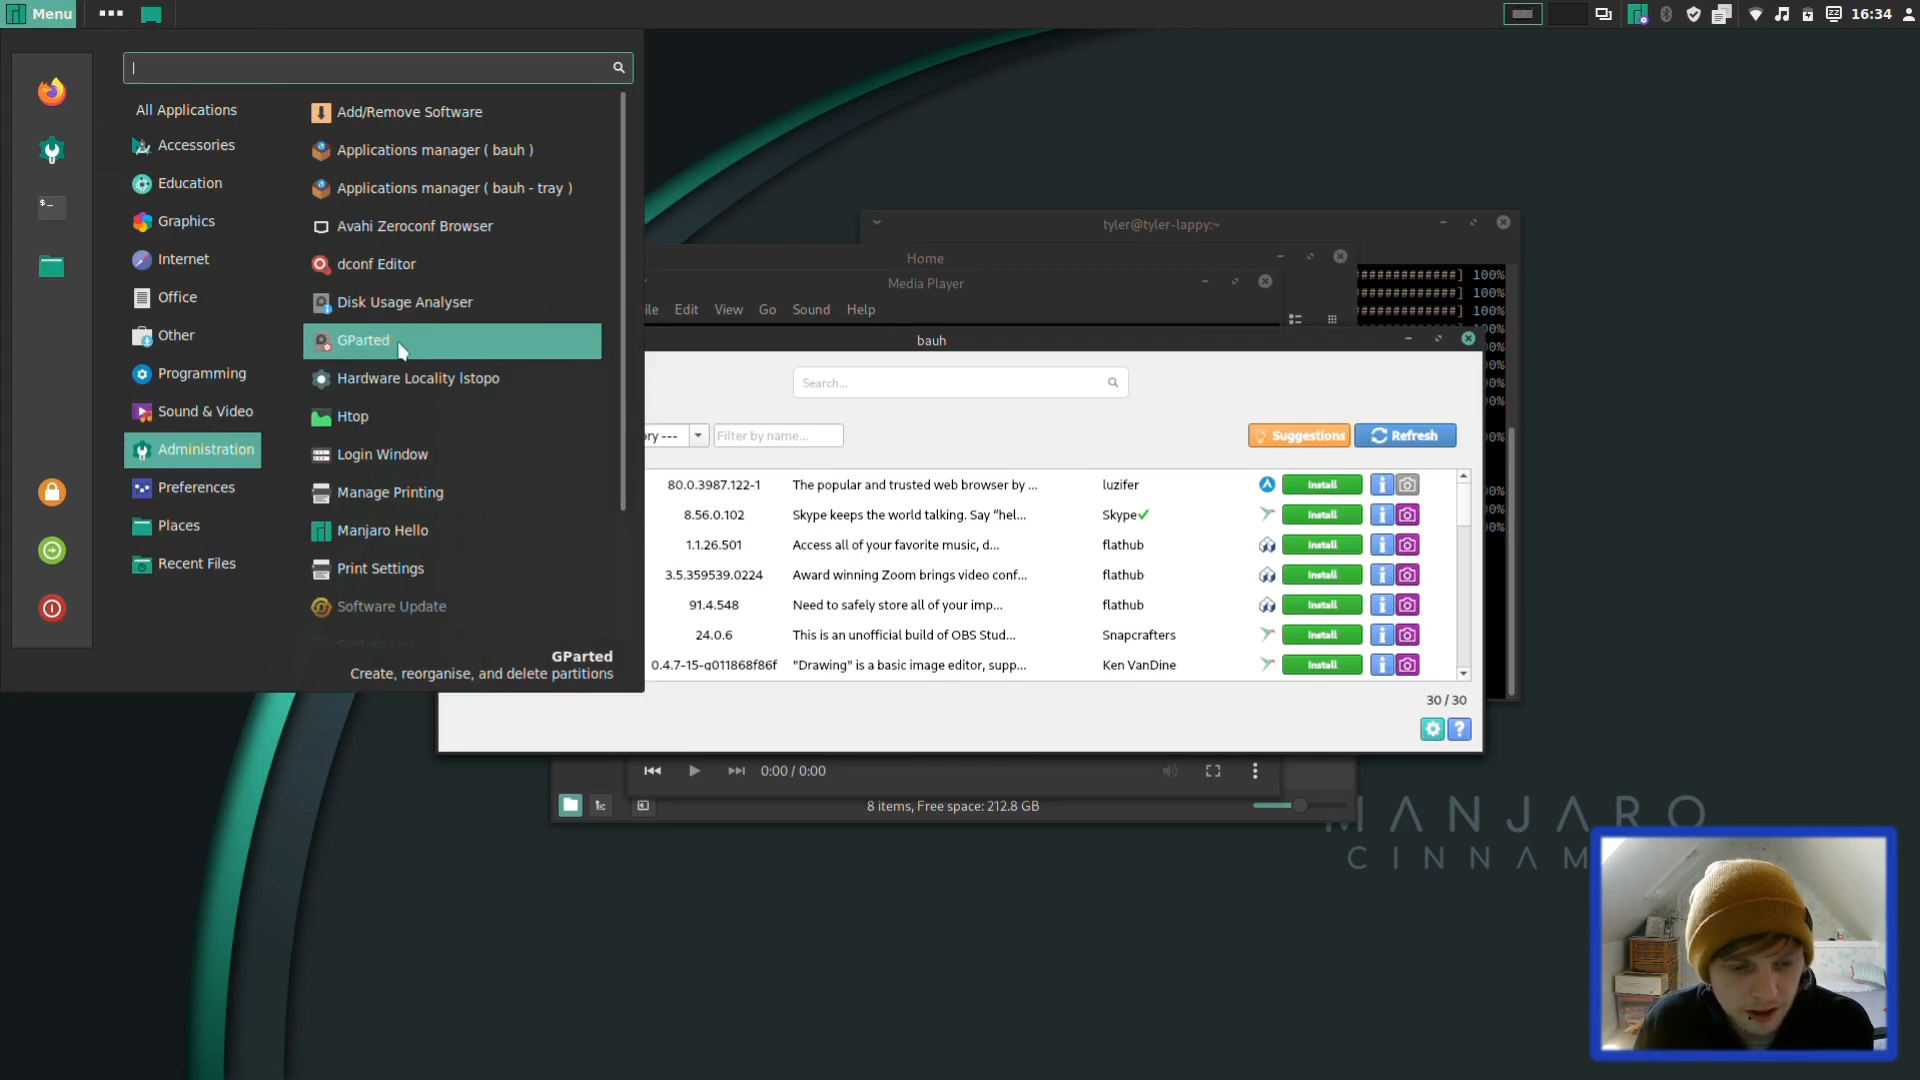 Menu
16:34
All Applications
Accessories
Education
Graphics
Internet
Office
Other
Programming
Sound & Video
Administration
Preferences
Places
Recent Files
Add/Remove Software
Applications manager ( bauh )
Applications manager ( bauh - tray )
Avahi Zeroconf Browser
dconf Editor
Disk Usage Analyser
GParted
Hardware Locality lstopo
Htop
Login Window
Manage Printing
Manjaro Hello
Print Settings
Software Update
System Log
GParted
Create, reorganise, and delete partitions
tyler@tyler-lappy:~
############] 100%
############] 100%
############] 100%
Home
Media Player
ile Edit View Go Sound Help
bauh
Search...
ory --- Filter by name... Suggestions Refresh
80.0.3987.122-1 The popular and trusted web browser by ... luzifer Install
8.56.0.102 Skype keeps the world talking. Say “hel... Skype✓ Install
1.1.26.501 Access all of your favorite music, d... flathub Install
3.5.359539.0224 Award winning Zoom brings video conf... flathub Install
91.4.548 Need to safely store all of your imp... flathub Install
24.0.6 This is an unofficial build of OBS Stud... Snapcrafters Install
0.4.7-15-g011868f86f "Drawing" is a basic image editor, supp... Ken VanDine Install
30 / 30
0:00 / 0:00
8 items, Free space: 212.8 GB
MANJARO
CINNAM